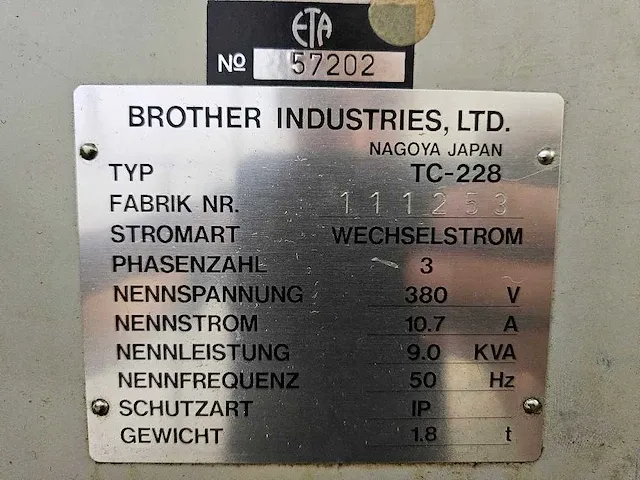 ETA
Nº 57202
BROTHER INDUSTRIES, LTD.
NAGOYA JAPAN
TYP TC-228
FABRIK NR. 111253
STROMART WECHSELSTROM
PHASENZAHL 3
NENNSPANNUNG 380 V
NENNSTROM 10.7 A
NENNLEISTUNG 9.0 KVA
NENNFREQUENZ 50 Hz
SCHUTZART IP
GEWICHT 1.8 t